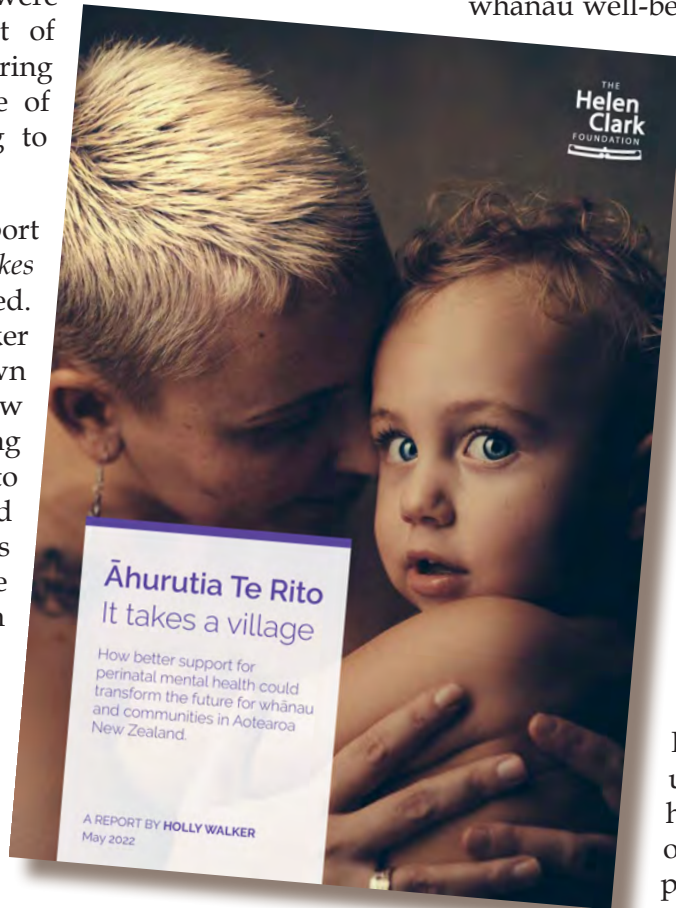 were
t of
ring
e of
g to
port
kes
ed.
ker
wn
w
ng
to
d
s
e
n
whānau well-be
THE
Helen
Clark
FOUNDATION
Āhurutia Te Rito
It takes a village
How better support for
perinatal mental health could
transform the future for whānau
and communities in Aotearoa
New Zealand.
A REPORT BY HOLLY WALKER
May 2022
u
h
o
p